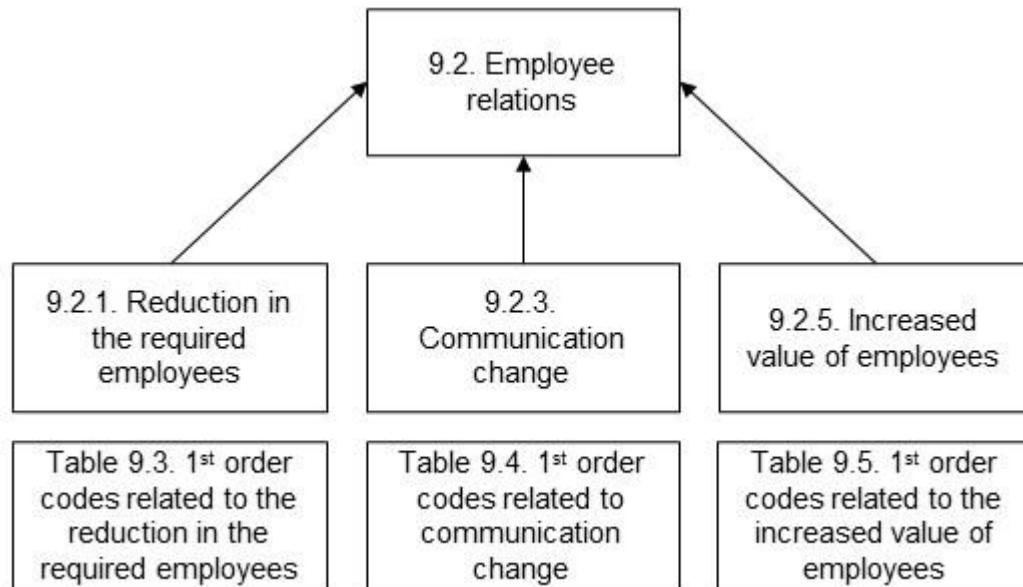 9.2. Employee
relations
9.2.1. Reduction in
the required
employees
9.2.3.
Communication
change
9.2.5. Increased
value of employees
Table 9.3. 1st order
codes related to the
reduction in the
required employees
Table 9.4. 1st order
codes related to
communication
change
Table 9.5. 1st order
codes related to the
increased value of
employees